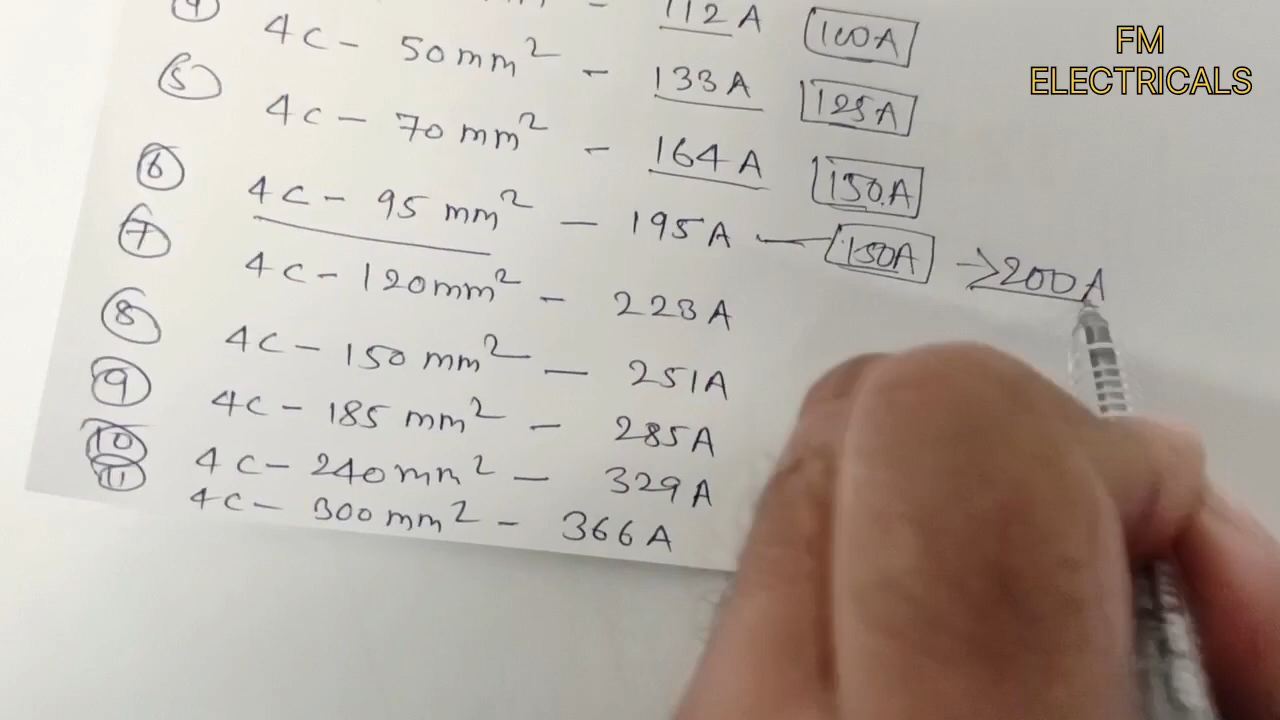 FM
ELECTRICALS
④ - 112A 100A
⑤ 4C - 50mm² - 133A 125A
⑥ 4C - 70mm² - 164A 150A
⑦ 4C - 95mm² - 195A — 150A → 200A
⑧ 4C - 120mm² - 223A
⑨ 4C - 150mm² - 251A
⑩ 4C - 185mm² - 285A
⑪ 4C - 240mm² - 329A
4C - 300mm² - 366A